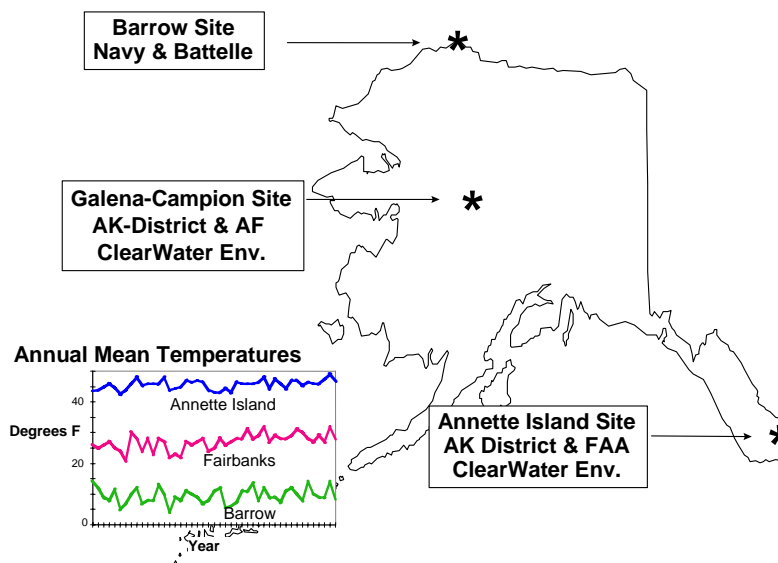 Barrow Site
Navy & Battelle
*
Galena-Campion Site
AK-District & AF
ClearWater Env.
*
Annual Mean Temperatures
40
Annette Island
Degrees F
Fairbanks
20
Barrow
0
Year
Annette Island Site
AK District & FAA
ClearWater Env.
*